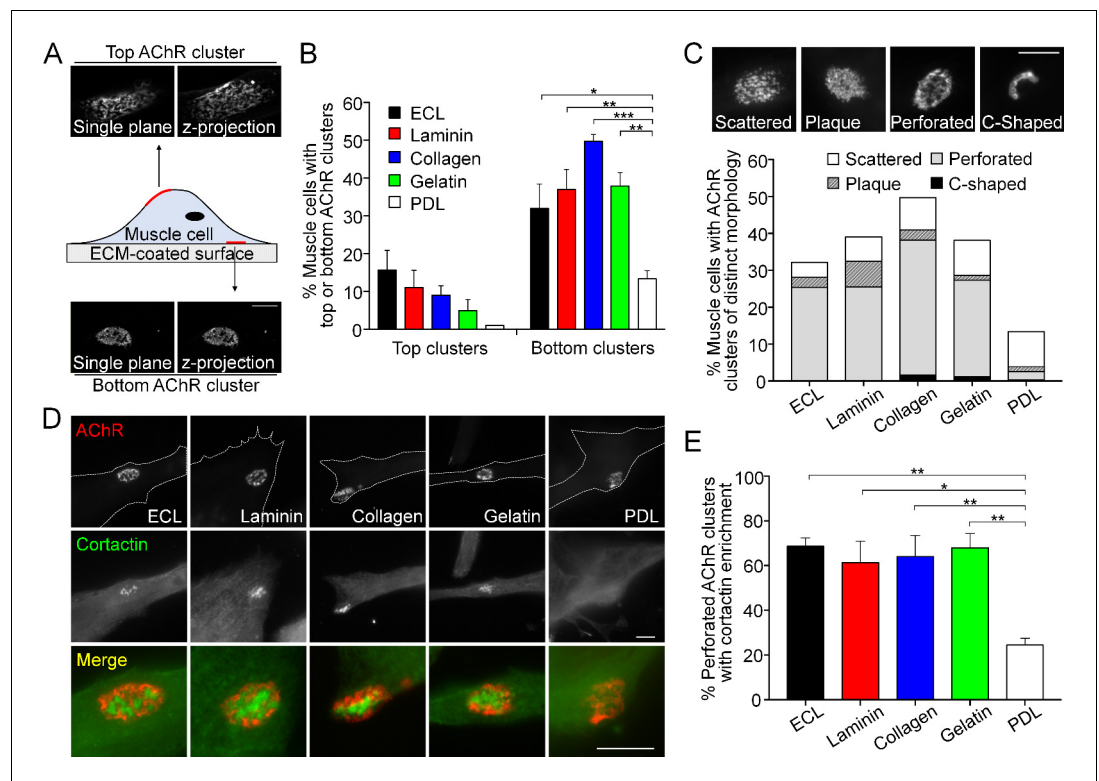 A
Top AChR cluster
Single plane
z-projection
Muscle cell
ECM-coated surface
Single plane
z-projection
Bottom AChR cluster
B
% Muscle cells with
top or bottom AChR clusters
60
50
40
30
20
10
0
ECL
Laminin
Collagen
Gelatin
PDL
*
**
***
**
Top clusters
Bottom clusters
C
Scattered
Plaque
Perforated
C-Shaped
% Muscle cells with AChR
clusters of distinct morphology
60
50
40
30
20
10
0
Scattered
Perforated
Plaque
C-shaped
ECL
Laminin
Collagen
Gelatin
PDL
D
AChR
ECL
Laminin
Collagen
Gelatin
PDL
Cortactin
Merge
E
% Perforated AChR clusters
with cortactin enrichment
100
80
60
40
20
0
**
*
**
**
ECL
Laminin
Collagen
Gelatin
PDL